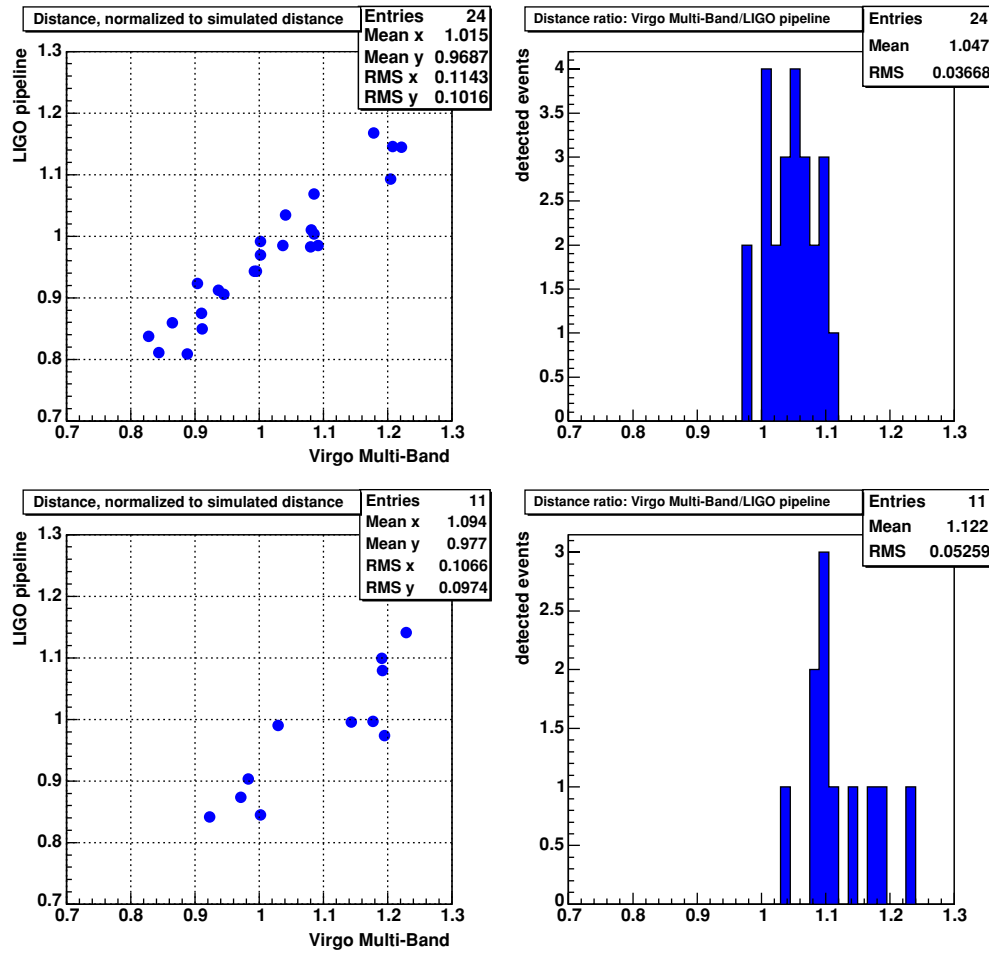 Distance, normalized to simulated distance
Entries 24
Mean x 1.015
Mean y 0.9687
RMS x 0.1143
RMS y 0.1016
LIGO pipeline
1.3
1.2
1.1
1
0.9
0.8
0.7
0.7 0.8 0.9 1 1.1 1.2 1.3
Virgo Multi-Band
Distance ratio: Virgo Multi-Band/LIGO pipeline
Entries 24
Mean 1.047
RMS 0.03668
detected events
4
3.5
3
2.5
2
1.5
1
0.5
0
0.7 0.8 0.9 1 1.1 1.2 1.3
Distance, normalized to simulated distance
Entries 11
Mean x 1.094
Mean y 0.977
RMS x 0.1066
RMS y 0.0974
LIGO pipeline
1.3
1.2
1.1
1
0.9
0.8
0.7
0.7 0.8 0.9 1 1.1 1.2 1.3
Virgo Multi-Band
Distance ratio: Virgo Multi-Band/LIGO pipeline
Entries 11
Mean 1.122
RMS 0.05259
detected events
3
2.5
2
1.5
1
0.5
0
0.7 0.8 0.9 1 1.1 1.2 1.3